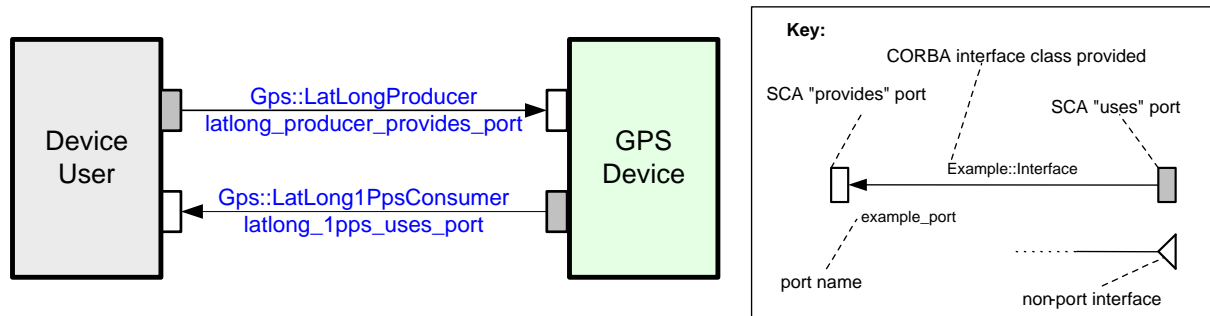 Device
User
Gps::LatLongProducer
latlong_producer_provides_port
Gps::LatLong1PpsConsumer
latlong_1pps_uses_port
GPS
Device
Key:
CORBA interface class provided
SCA "provides" port
SCA "uses" port
Example::Interface
example_port
port name
non-port interface